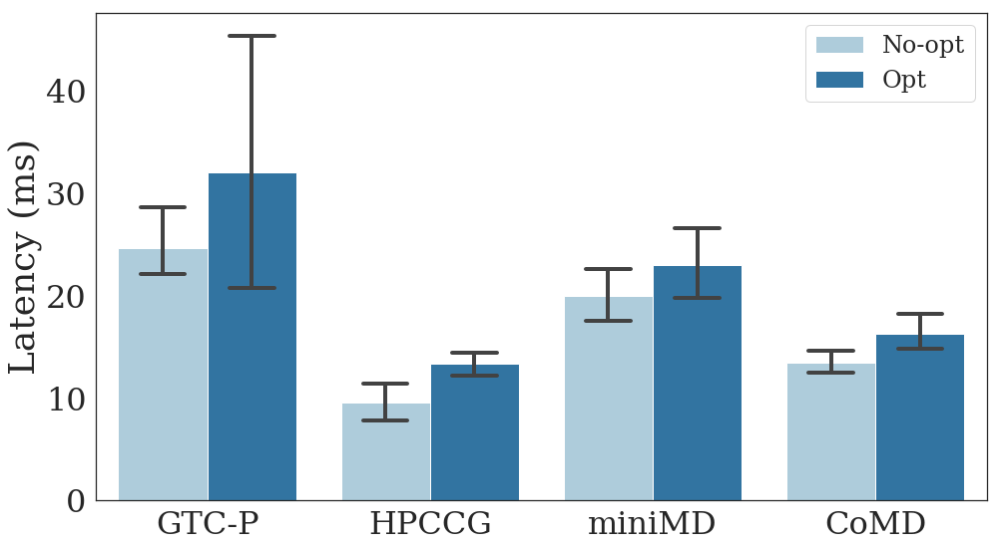 No-opt
Opt
Latency (ms)
40
30
20
10
0
GTC-P HPCCG miniMD CoMD